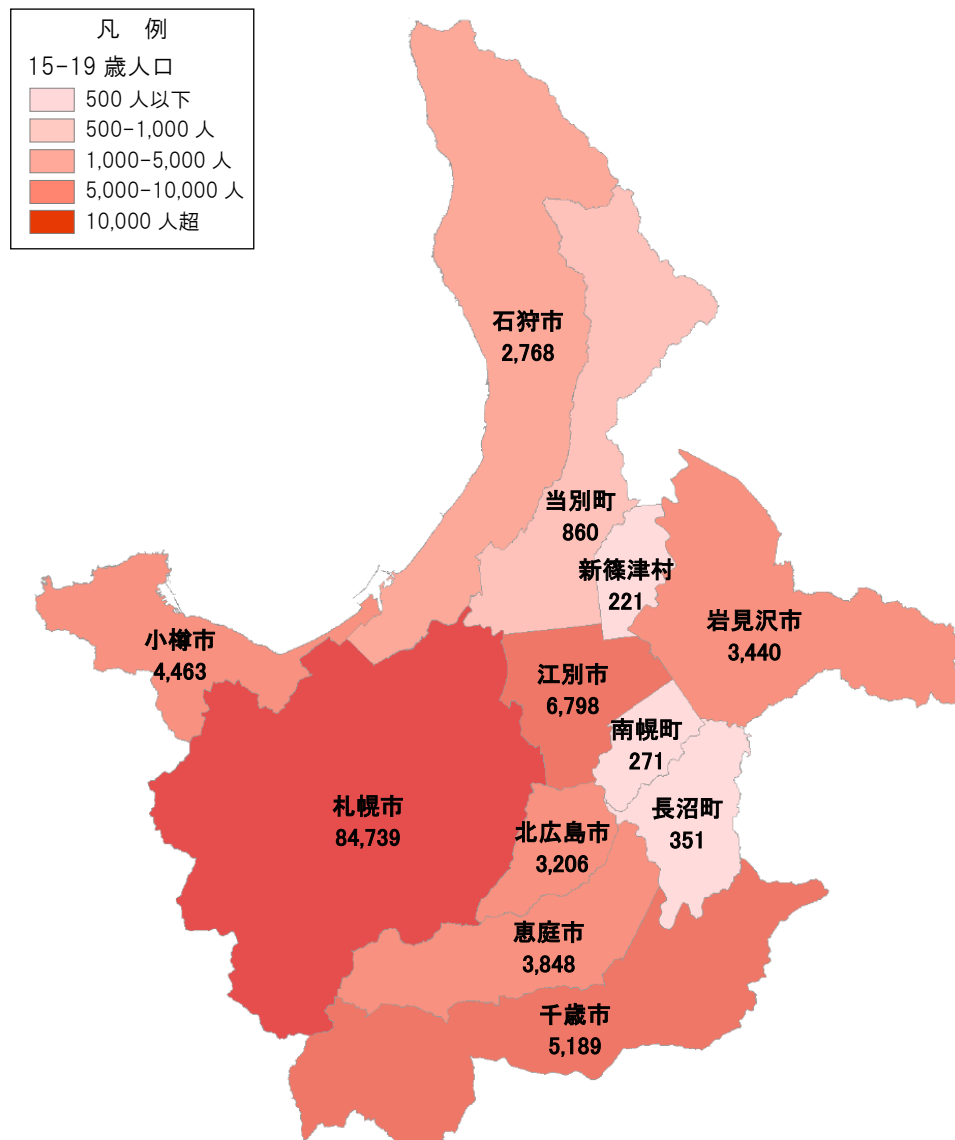 凡 例
15-19 歳人口
500 人以下
500-1,000 人
1,000-5,000 人
5,000-10,000 人
10,000 人超
石狩市
2,768
当別町
860
新篠津村
221
岩見沢市
3,440
小樽市
4,463
江別市
6,798
南幌町
271
札幌市
84,739
長沼町
351
北広島市
3,206
恵庭市
3,848
千歳市
5,189